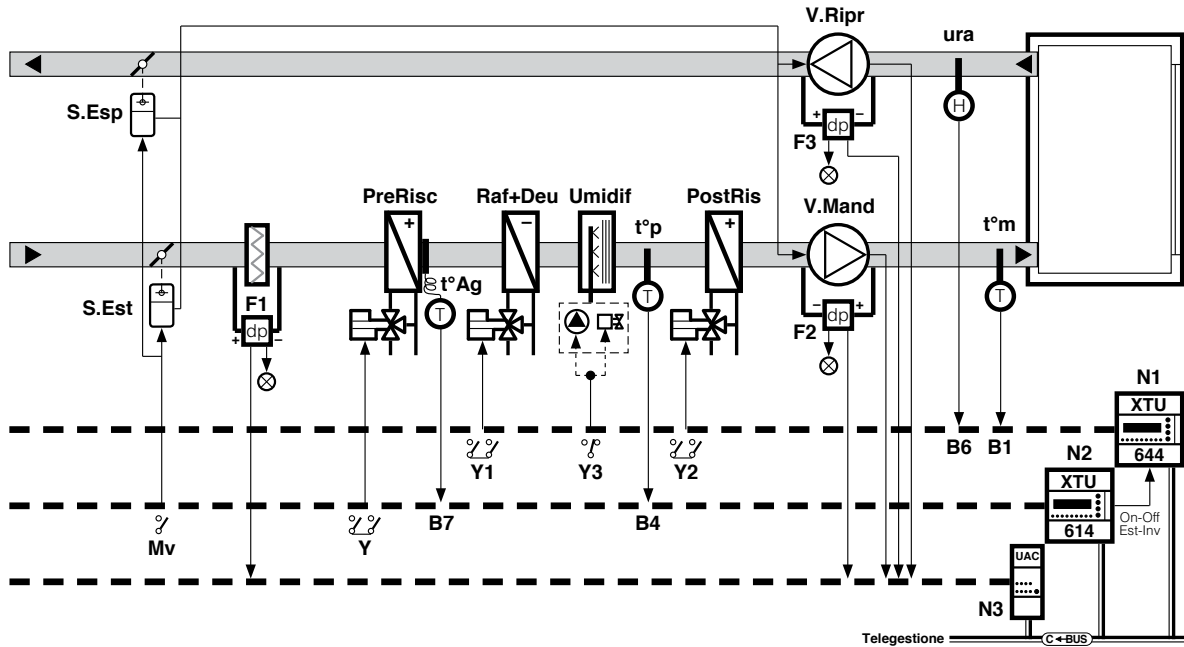 V.Ripr
ura
H
S.Esp
+ dp −
F3
PreRisc
Raf+Deu
Umidif
PostRis
V.Mand
t°p
t°m
+
−
+
t°Ag
S.Est
F1
T
T
T
− dp +
F2
+ dp −
N1
XTU
644
B6
B1
Y1
Y3
Y2
N2
XTU
614
On-Off
Est-Inv
Mv
Y
B7
B4
UAC
N3
Telegestione
C BUS